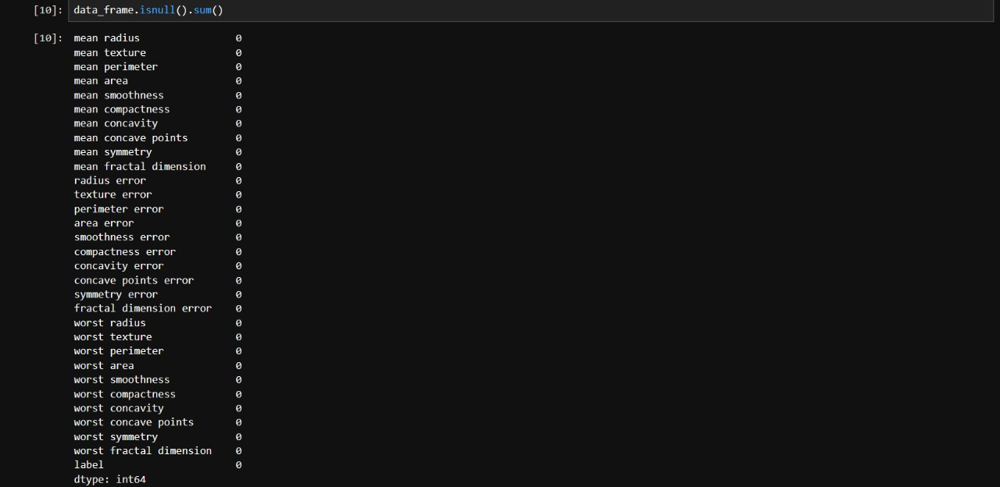 [10]: data_frame.isnull().sum()
[10]: mean radius 0
mean texture 0
mean perimeter 0
mean area 0
mean smoothness 0
mean compactness 0
mean concavity 0
mean concave points 0
mean symmetry 0
mean fractal dimension 0
radius error 0
texture error 0
perimeter error 0
area error 0
smoothness error 0
compactness error 0
concavity error 0
concave points error 0
symmetry error 0
fractal dimension error 0
worst radius 0
worst texture 0
worst perimeter 0
worst area 0
worst smoothness 0
worst compactness 0
worst concavity 0
worst concave points 0
worst symmetry 0
worst fractal dimension 0
label 0
dtype: int64